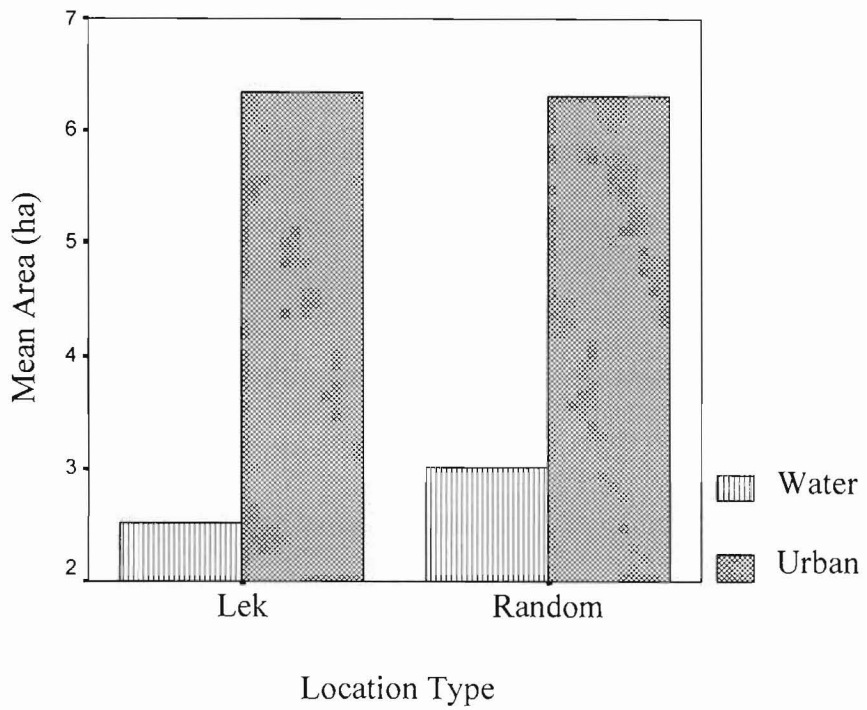 7
6
5
4
3
2
Mean Area (ha)
Lek
Random
Location Type
Water
Urban